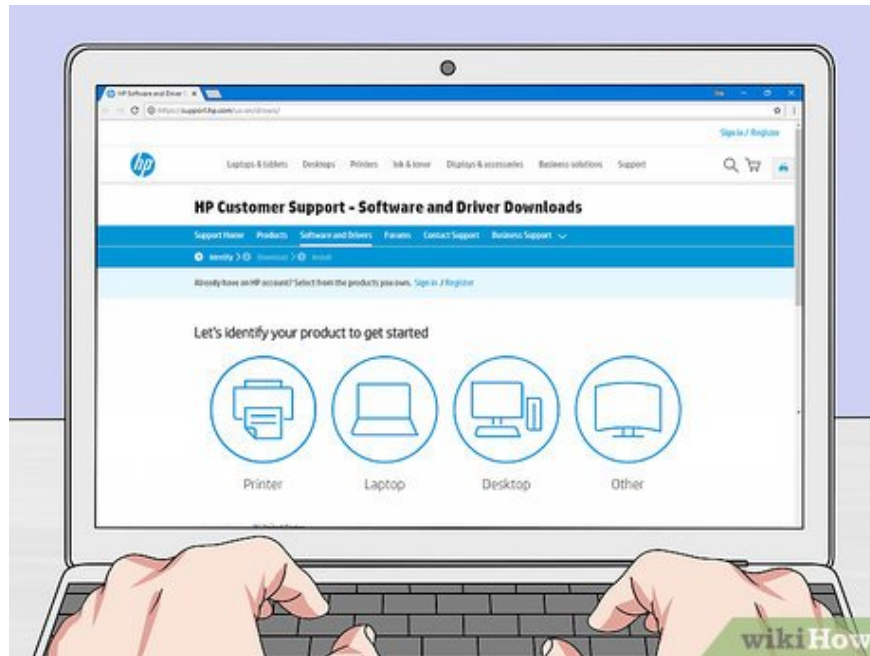 HP Software and Driver
https://support.hp.com/us-en/drivers/
Sign in / Register
hp
Laptops & tablets Desktops Printers Ink & toner Displays & accessories Business solutions Support
HP Customer Support - Software and Driver Downloads
Support Home Products Software and Drivers Forums Contact Support Business Support
Identify Download Install
Already have an HP account? Select from the products you own. Sign in / Register
Let's identify your product to get started
Printer Laptop Desktop Other
wikiHow